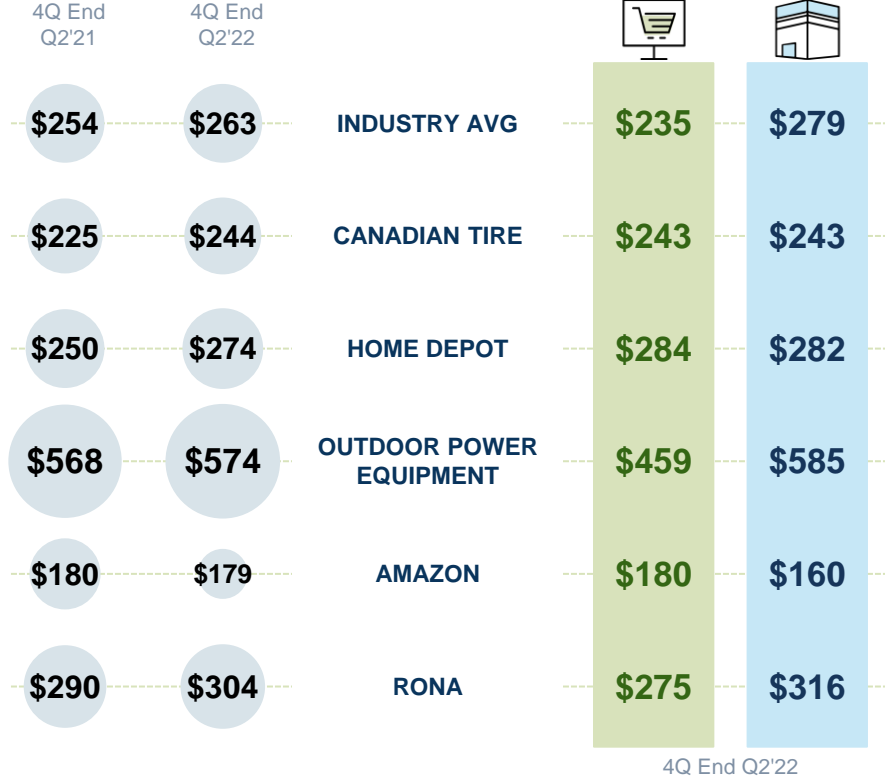 4Q End
Q2'21
4Q End
Q2'22
$254
$263
INDUSTRY AVG
$235
$279
$225
$244
CANADIAN TIRE
$243
$243
$250
$274
HOME DEPOT
$284
$282
$568
$574
OUTDOOR POWER
EQUIPMENT
$459
$585
$180
$179
AMAZON
$180
$160
$290
$304
RONA
$275
$316
4Q End Q2'22